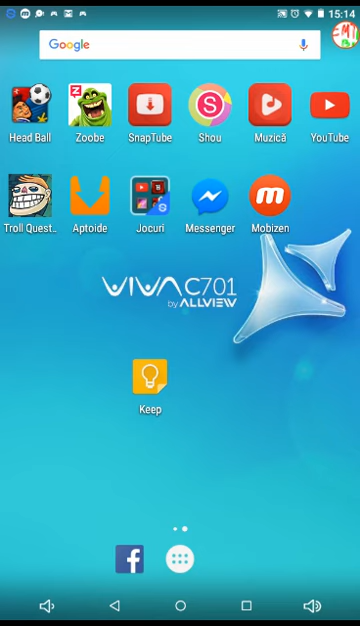 15:14
Google
Head Ball
Zoobe
SnapTube
Shou
Muzică
YouTube
Troll Quest..
Aptoide
Jocuri
Messenger
Mobizen
VIVA C701
by ALLVIEW
Keep